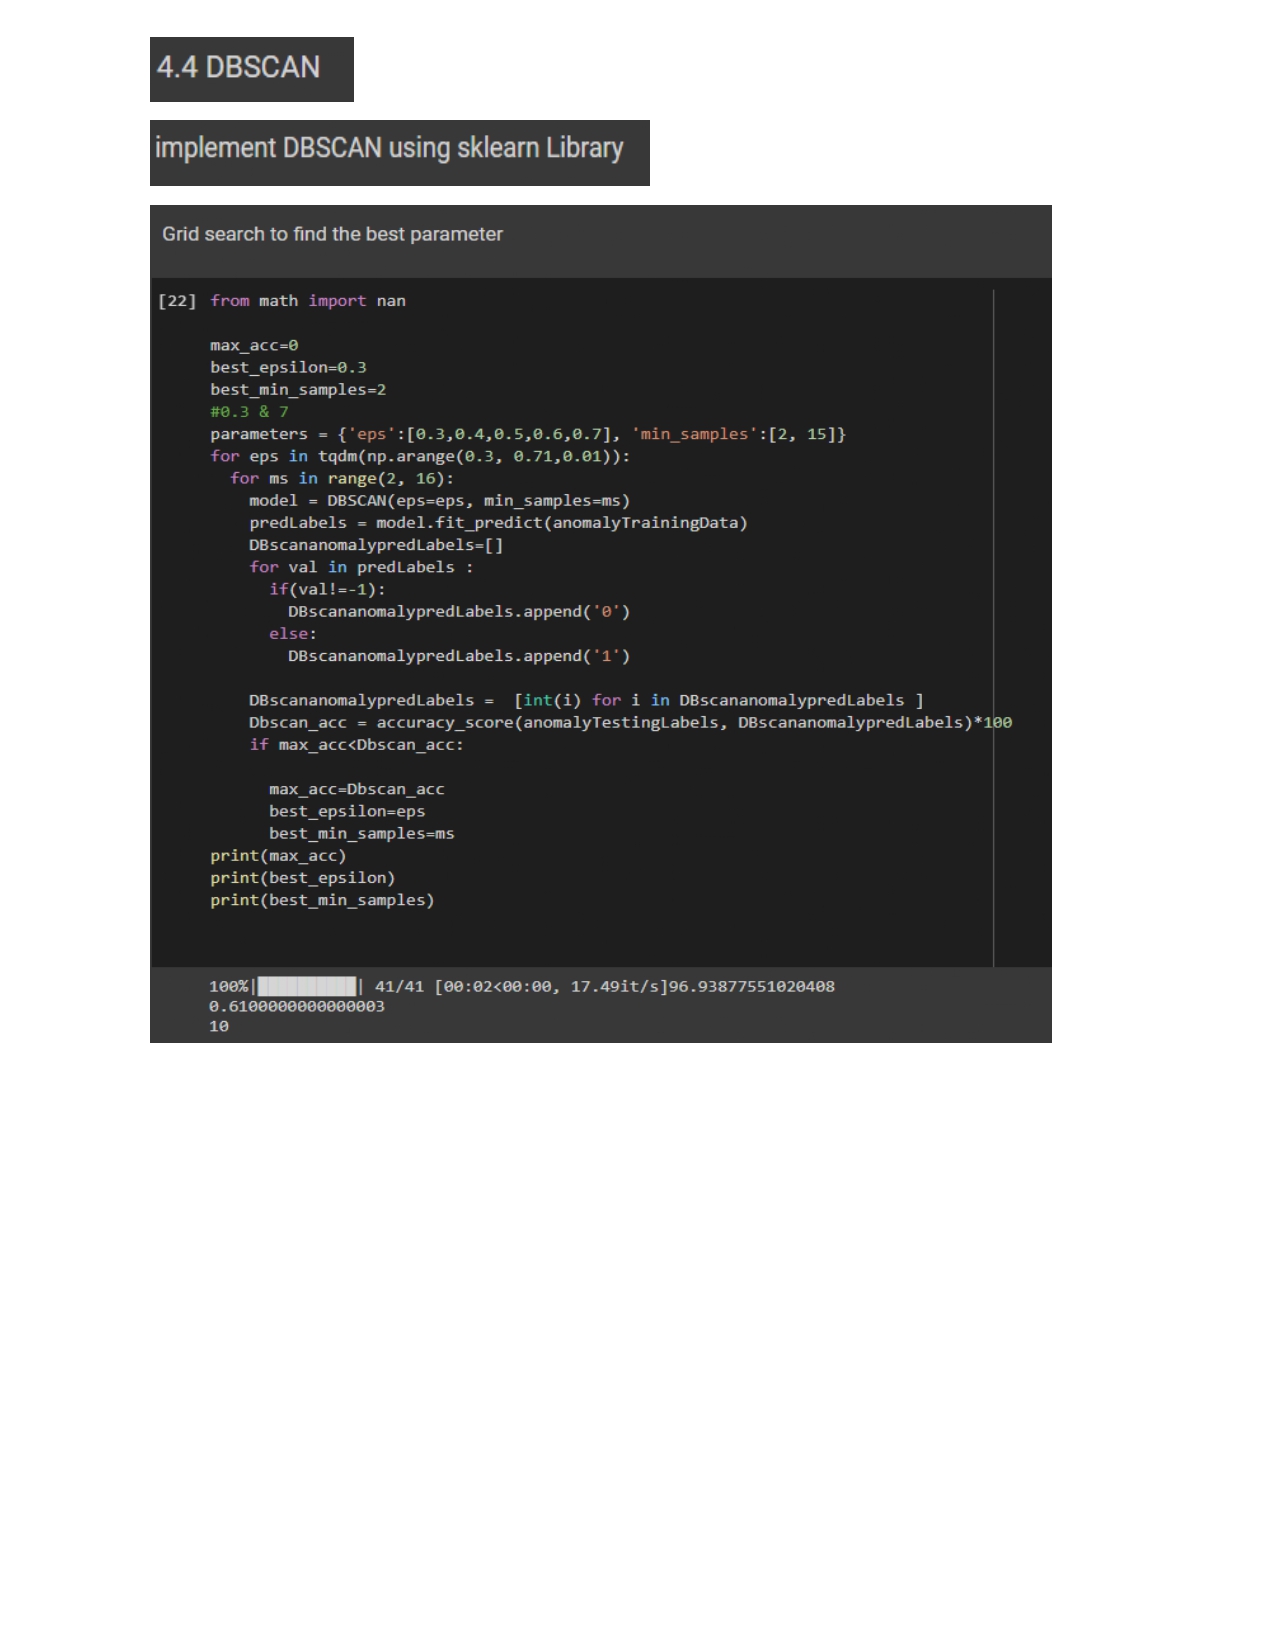 4.4 DBSCAN
implement DBSCAN using sklearn Library
Grid search to find the best parameter
[22] from math import nan
max_acc=0
best_epsilon=0.3
best_min_samples=2
#0.3 & 7
parameters = {'eps':[0.3,0.4,0.5,0.6,0.7], 'min_samples':[2, 15]}
for eps in tqdm(np.arange(0.3, 0.71,0.01)):
  for ms in range(2, 16):
    model = DBSCAN(eps=eps, min_samples=ms)
    predLabels = model.fit_predict(anomalyTrainingData)
    DBscananomalypredLabels=[]
    for val in predLabels :
      if(val!=-1):
        DBscananomalypredLabels.append('0')
      else:
        DBscananomalypredLabels.append('1')
    DBscananomalypredLabels =  [int(i) for i in DBscananomalypredLabels ]
    Dbscan_acc = accuracy_score(anomalyTestingLabels, DBscananomalypredLabels)*100
    if max_acc<Dbscan_acc:
      max_acc=Dbscan_acc
      best_epsilon=eps
      best_min_samples=ms
print(max_acc)
print(best_epsilon)
print(best_min_samples)
100%|██████████| 41/41 [00:02<00:00, 17.49it/s]96.93877551020408
0.6100000000000003
10